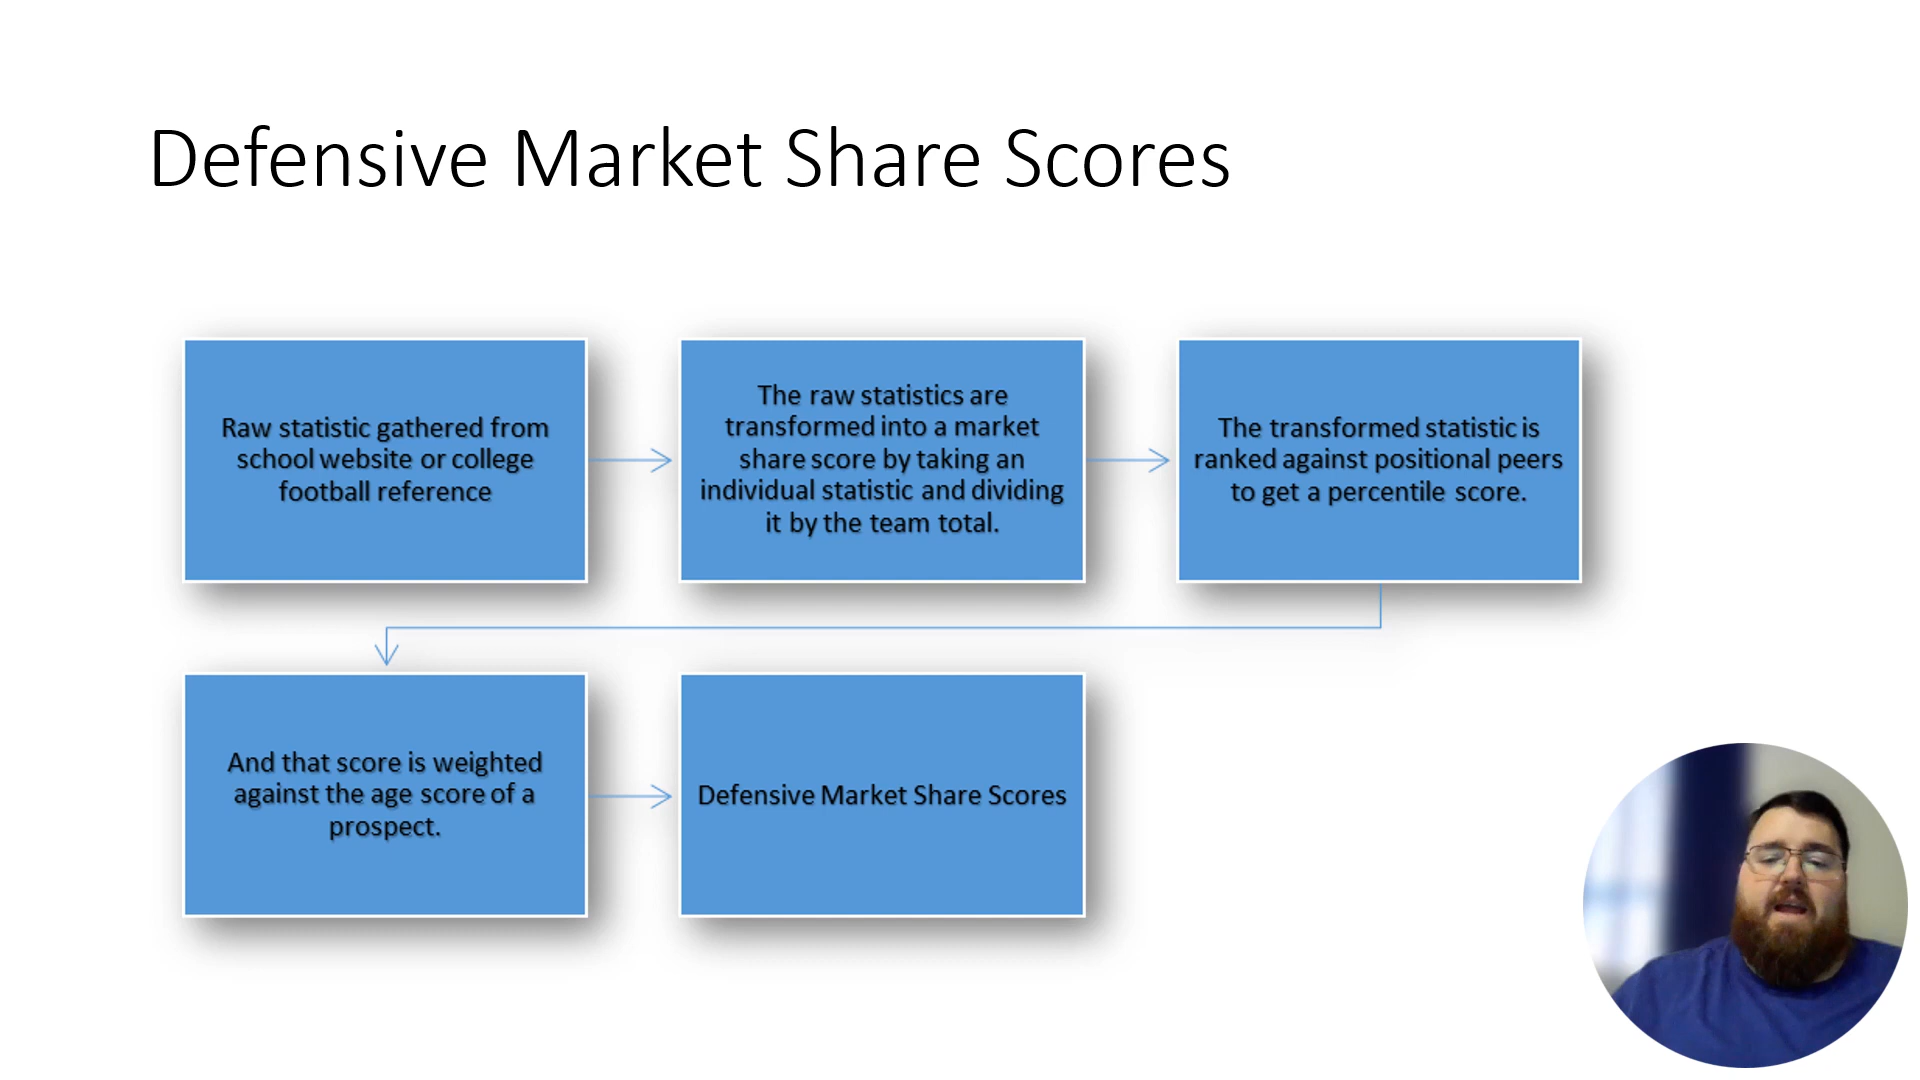 Defensive Market Share Scores
Raw statistic gathered from
school website or college
football reference
The raw statistics are
transformed into a market
share score by taking an
individual statistic and dividing
it by the team total.
The transformed statistic is
ranked against positional peers
to get a percentile score.
And that score is weighted
against the age score of a
prospect.
Defensive Market Share Scores